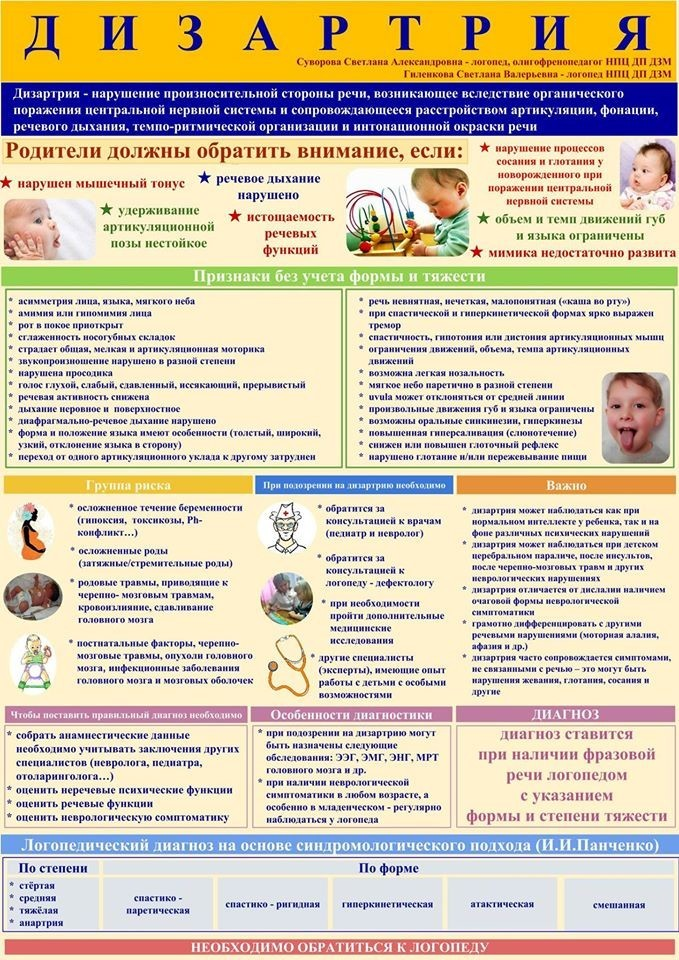 ДИЗАРТРИЯ
Суворова Светлана Александровна - логопед, олигофренопедагог НПЦ ДП ДЗМ
Гиленкова Светлана Валерьевна - логопед НПЦ ДП ДЗМ
Дизартрия - нарушение произносительной стороны речи, возникающее вследствие органического
поражения центральной нервной системы и сопровождающееся расстройством артикуляции, фонации,
речевого дыхания, темпо-ритмической организации и интонационной окраски речи
Родители должны обратить внимание, если:
★ нарушен мышечный тонус
★ речевое дыхание
нарушено
★ удерживание
артикуляционной
позы нестойкое
★ истощаемость
речевых
функций
★ нарушение процессов
сосания и глотания у
новорожденного при
поражении центральной
нервной системы
★ объем и темп движений губ
и языка ограничены
★ мимика недостаточно развита
Признаки без учета формы и тяжести
* асимметрия лица, языка, мягкого неба
* амимия или гипомимия лица
* рот в покое приоткрыт
* сглаженность носогубных складок
* страдает общая, мелкая и артикуляционная моторика
* звукопроизношение нарушено в разной степени
* нарушена просодика
* голос глухой, слабый, сдавленный, иссякающий, прерывистый
* речевая активность снижена
* дыхание неровное и поверхностное
* диафрагмально-речевое дыхание нарушено
* форма и положение языка имеют особенности (толстый, широкий,
узкий, отклонение языка в сторону)
* переход от одного артикуляционного уклада к другому затруднен
* речь невнятная, нечеткая, малопонятная («каша во рту»)
* при спастической и гиперкинетической формах ярко выражен
тремор
* спастичность, гипотония или дистония артикуляционных мышц
* ограничения движений, объема, темпа артикуляционных
движений
* возможна легкая нозальность
* мягкое небо паретично в разной степени
* uvula может отклоняться от средней линии
* произвольные движения губ и языка ограничены
* возможны оральные синкинезии, гиперкинезы
* повышенная гиперсаливация (слюнотечение)
* снижен или повышен глоточный рефлекс
* нарушено глотание и/или пережевывание пищи
Группа риска
* осложненное течение беременности
(гипоксия, токсикозы, Ph-
конфликт…)
* осложненные роды
(затяжные/стремительные роды)
* родовые травмы, приводящие к
черепно- мозговым травмам,
кровоизлияние, сдавливание
головного мозга
* постнатальные факторы, черепно-
мозговые травмы, опухоли головного
мозга, инфекционные заболевания
головного мозга и мозговых оболочек
При подозрении на дизартрию необходимо
* обратится за
консультацией к врачам
(педиатр и невролог)
* обратится за
консультацией к
логопеду - дефектологу
* при необходимости
пройти дополнительные
медицинские
исследования
* другие специалисты
(эксперты), имеющие опыт
работы с детьми с особыми
возможностями
Важно
* дизартрия может наблюдаться как при
нормальном интеллекте у ребенка, так и на
фоне различных психических нарушений
* дизартрия может наблюдаться при детском
церебральном параличе, после инсультов,
после черепно-мозговых травм и других
неврологических нарушениях
* дизартрия отличается от дислалии наличием
очаговой формы неврологической
симптоматики
* грамотно дифференцировать с другими
речевыми нарушениями (моторная алалия,
афазия и др.)
* дизартрия часто сопровождается симптомами,
не связанными с речью – это могут быть
нарушения жевания, глотания, сосания и
другие
Чтобы поставить правильный диагноз необходимо
* собрать анамнестические данные
необходимо учитывать заключения других
специалистов (невролога, педиатра,
отоларинголога…)
* оценить неречевые психические функции
* оценить речевые функции
* оценить неврологическую соматоматику
Особенности диагностики
* при подозрении на дизартрию могут
быть назначены следующие
обследования: ЭЭГ, ЭМГ, ЭНГ, МРТ
головного мозга и др.
* при наличии неврологической
симптоматики в любом возрасте, а
особенно в младенческом - регулярно
наблюдаться у логопеда
ДИАГНОЗ
диагноз ставится
при наличии фразовой
речи логопедом
с указанием
формы и степени тяжести
Логопедический диагноз на основе синдромологического подхода (И.И.Панченко)
По степени
* стёртая
* средняя
* тяжёлая
* анартрия
По форме
спастико -
паретическая
спастико - ригидная
гиперкинетическая
атактическая
смешанная
НЕОБХОДИМО ОБРАТИТЬСЯ К ЛОГОПЕДУ